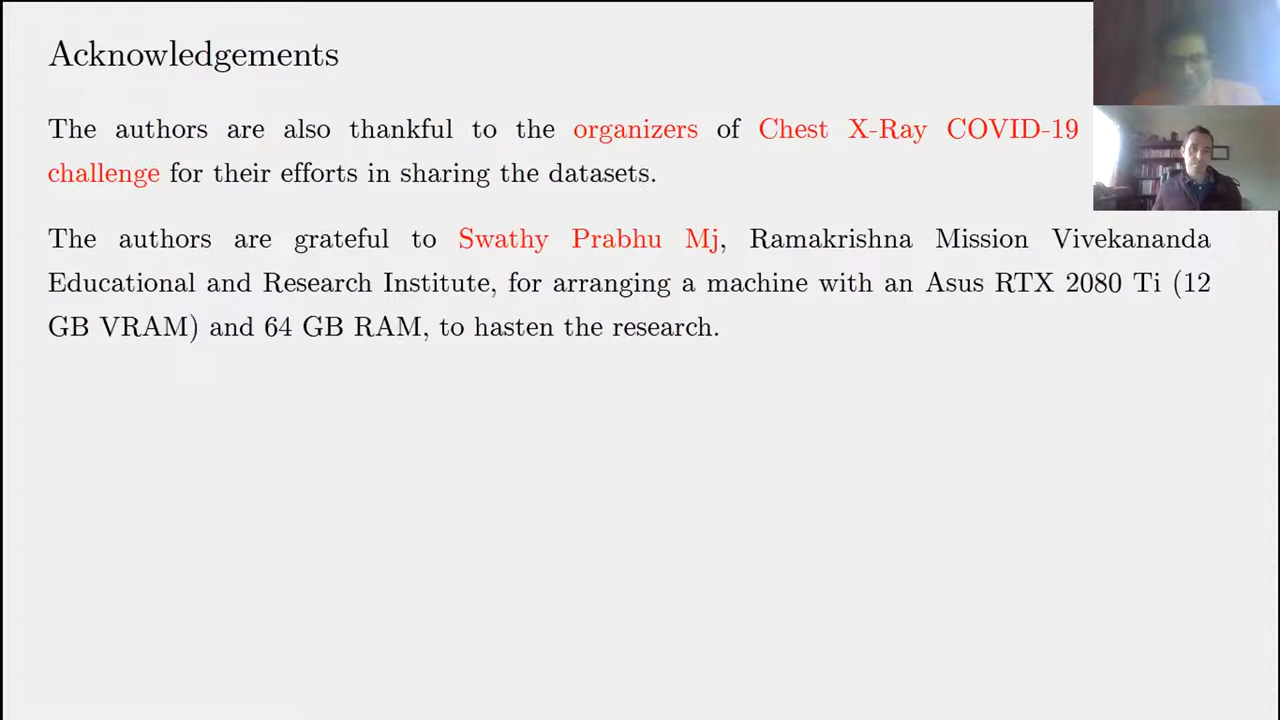 Acknowledgements
The authors are also thankful to the organizers of Chest X-Ray COVID-19
challenge for their efforts in sharing the datasets.
The authors are grateful to Swathy Prabhu Mj, Ramakrishna Mission Vivekananda
Educational and Research Institute, for arranging a machine with an Asus RTX 2080 Ti (12
GB VRAM) and 64 GB RAM, to hasten the research.